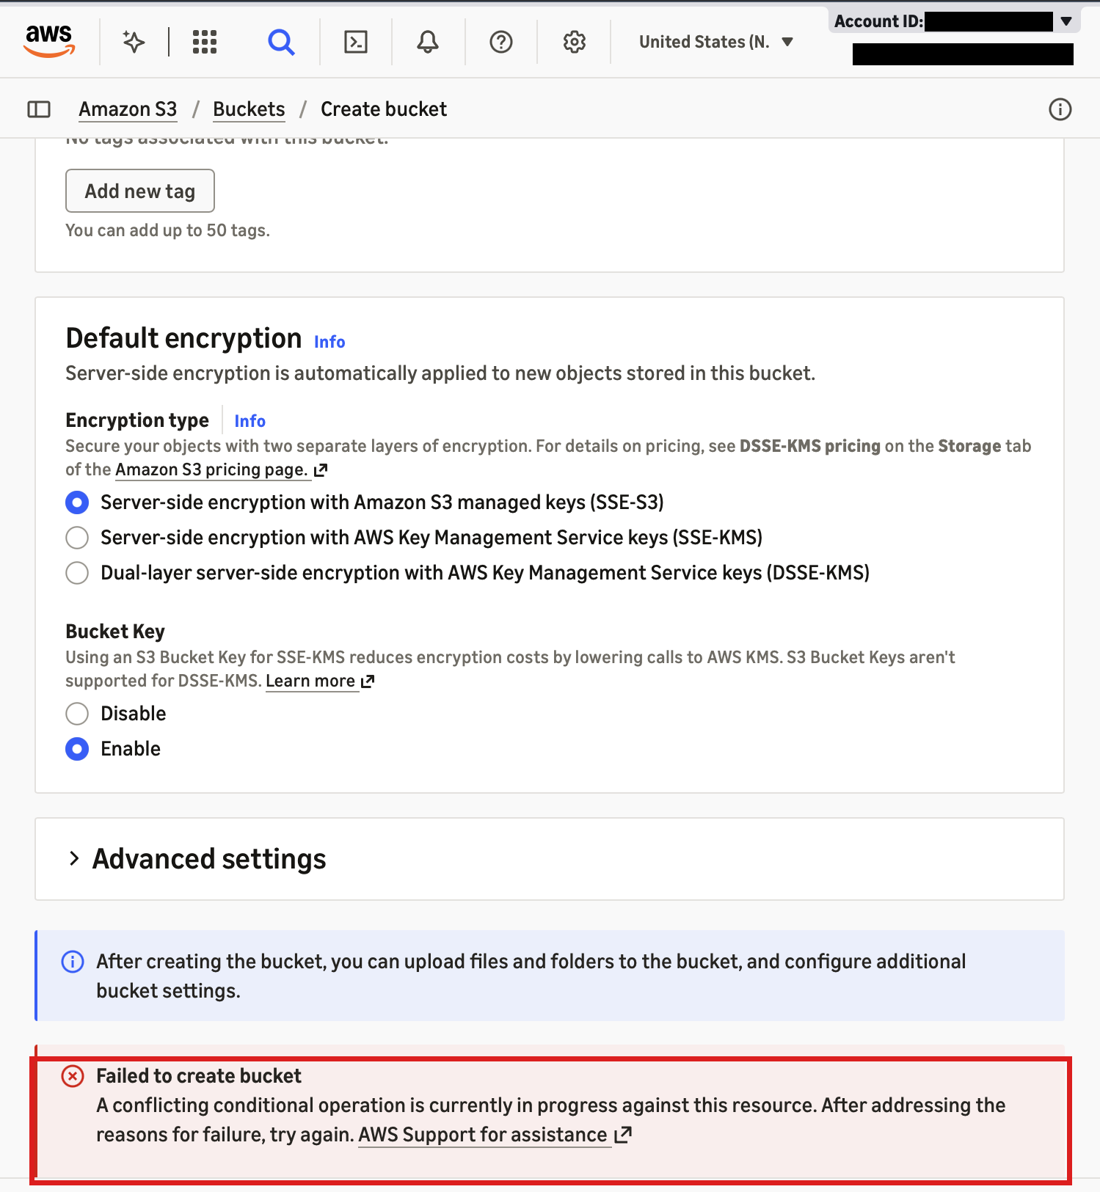 aws
United States (N.
Account ID:
Amazon S3 / Buckets / Create bucket
No tags associated with this bucket.
Add new tag
You can add up to 50 tags.
Default encryption Info
Server-side encryption is automatically applied to new objects stored in this bucket.
Encryption type Info
Secure your objects with two separate layers of encryption. For details on pricing, see DSSE-KMS pricing on the Storage tab
of the Amazon S3 pricing page.
Server-side encryption with Amazon S3 managed keys (SSE-S3)
Server-side encryption with AWS Key Management Service keys (SSE-KMS)
Dual-layer server-side encryption with AWS Key Management Service keys (DSSE-KMS)
Bucket Key
Using an S3 Bucket Key for SSE-KMS reduces encryption costs by lowering calls to AWS KMS. S3 Bucket Keys aren't
supported for DSSE-KMS. Learn more
Disable
Enable
Advanced settings
After creating the bucket, you can upload files and folders to the bucket, and configure additional
bucket settings.
Failed to create bucket
A conflicting conditional operation is currently in progress against this resource. After addressing the
reasons for failure, try again. AWS Support for assistance